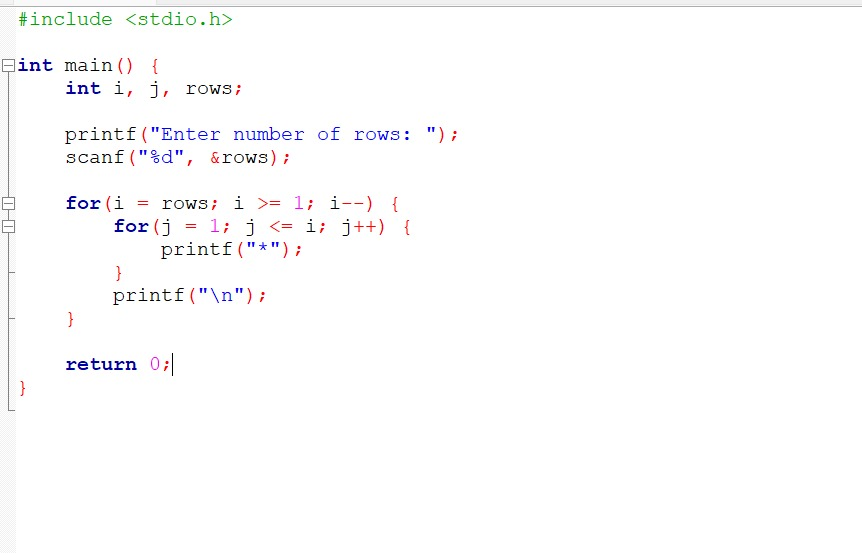 #include <stdio.h>
int main() {
    int i, j, rows;
    printf("Enter number of rows: ");
    scanf("%d", &rows);
    for(i = rows; i >= 1; i--) {
        for(j = 1; j <= i; j++) {
            printf("*");
        }
        printf("\n");
    }
    return 0;
}